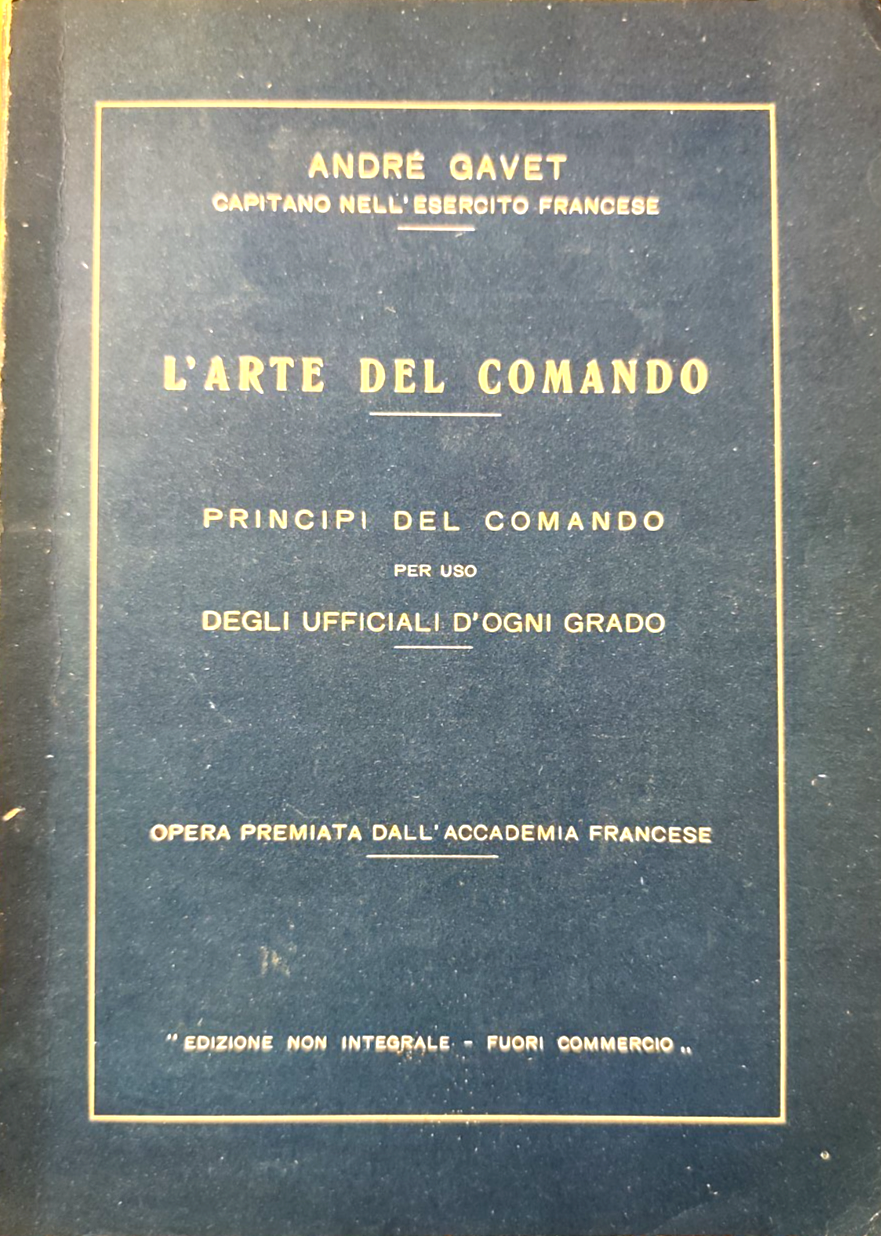 ANDRÉ GAVET
CAPITANO NELL'ESERCITO FRANCESE
L'ARTE DEL COMANDO
PRINCIPI DEL COMANDO
PER USO
DEGLI UFFICIALI D'OGNI GRADO
OPERA PREMIATA DALL'ACCADEMIA FRANCESE
" EDIZIONE NON INTEGRALE - FUORI COMMERCIO „